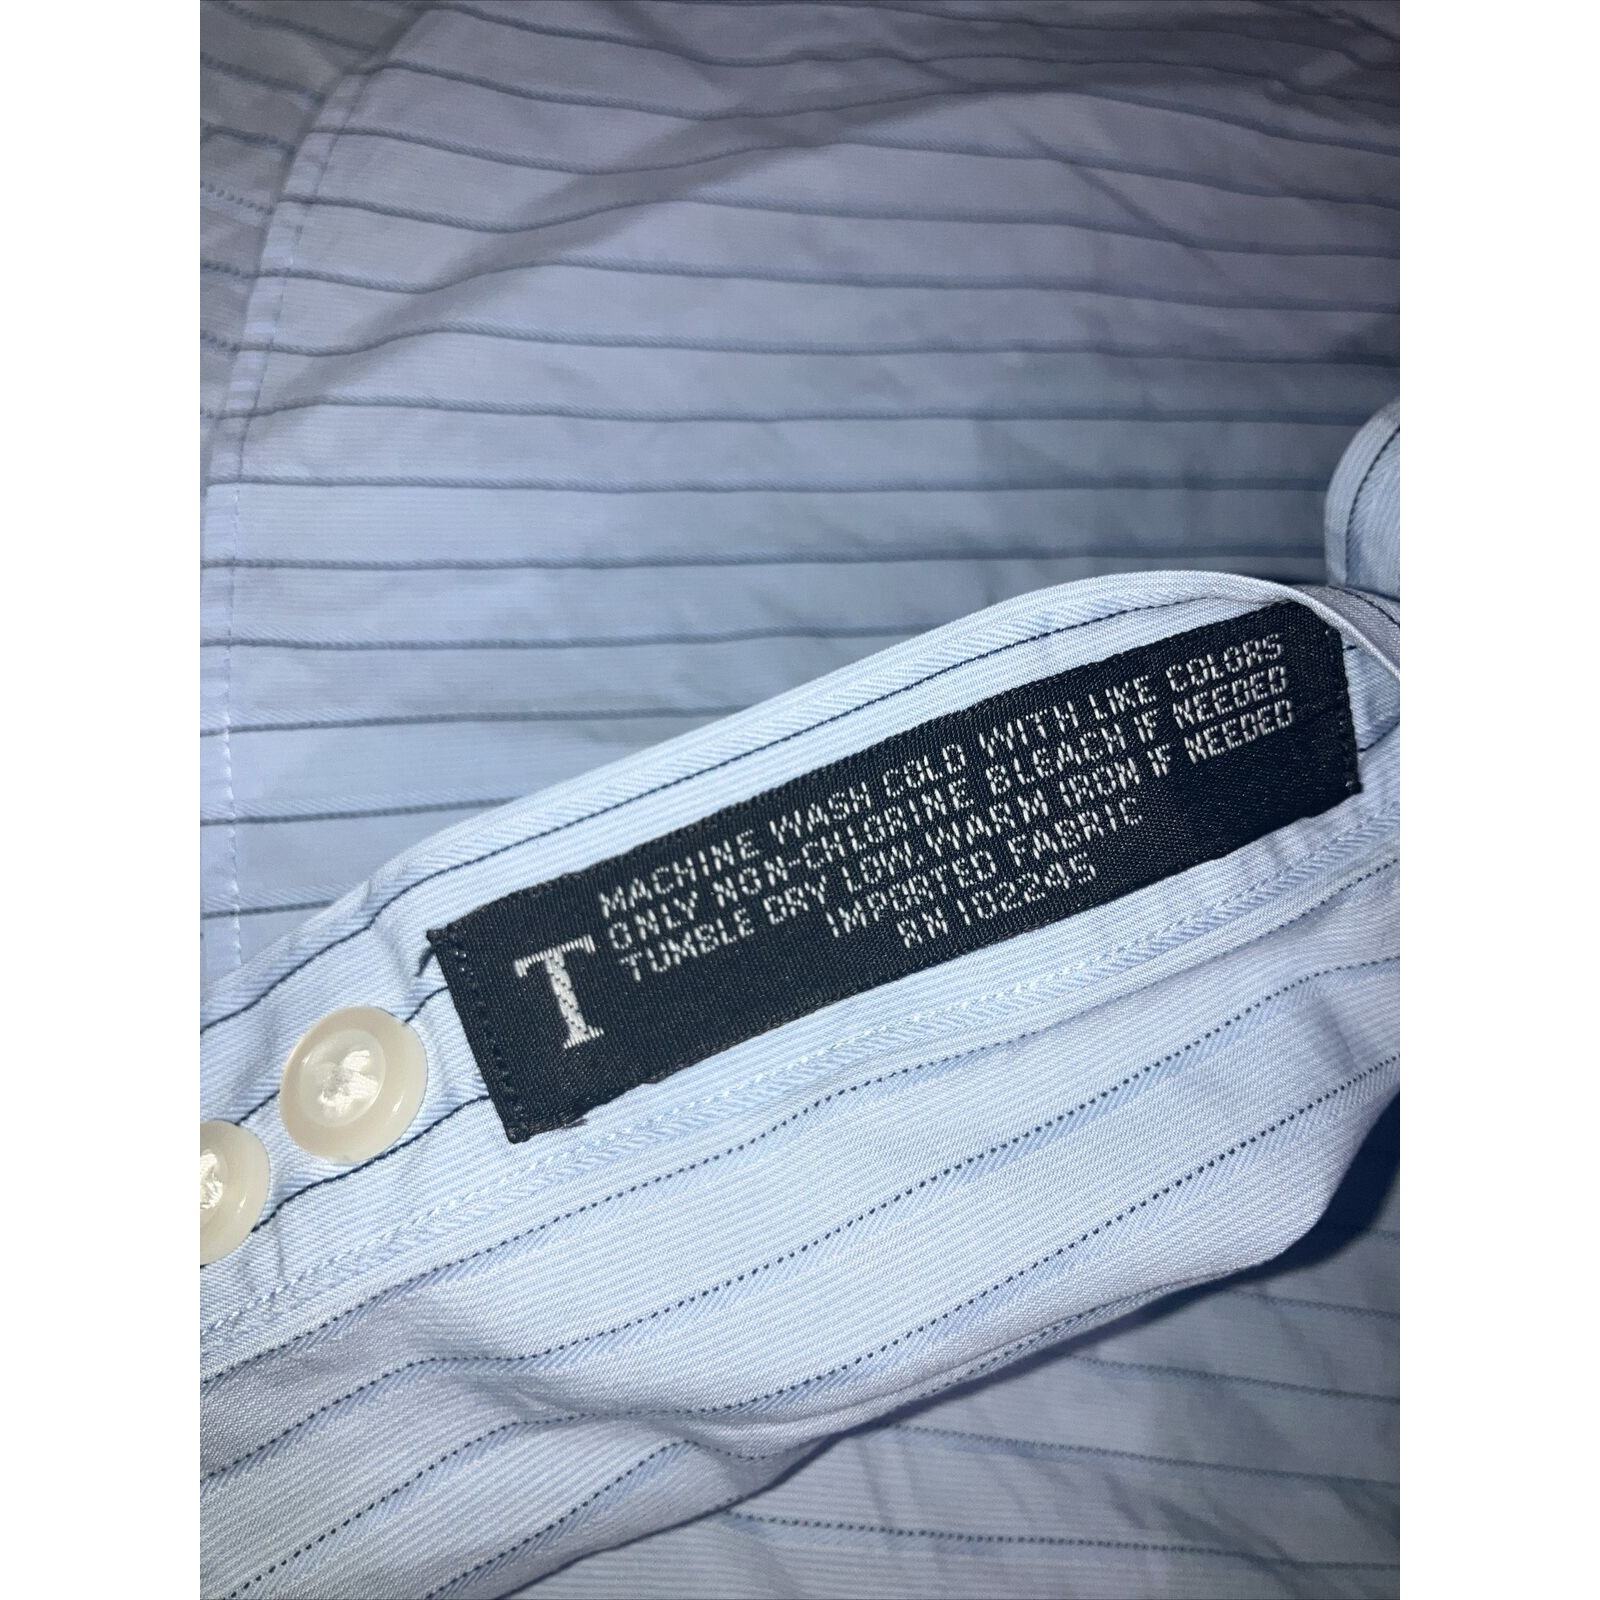 MACHINE WASH COLD WITH LIKE COLORS
ONLY NON-CHLORINE BLEACH IF NEEDED
TUMBLE DRY LOW.WARM IRON IF NEEDED
IMPORTED FABRIC
RN 102245
T